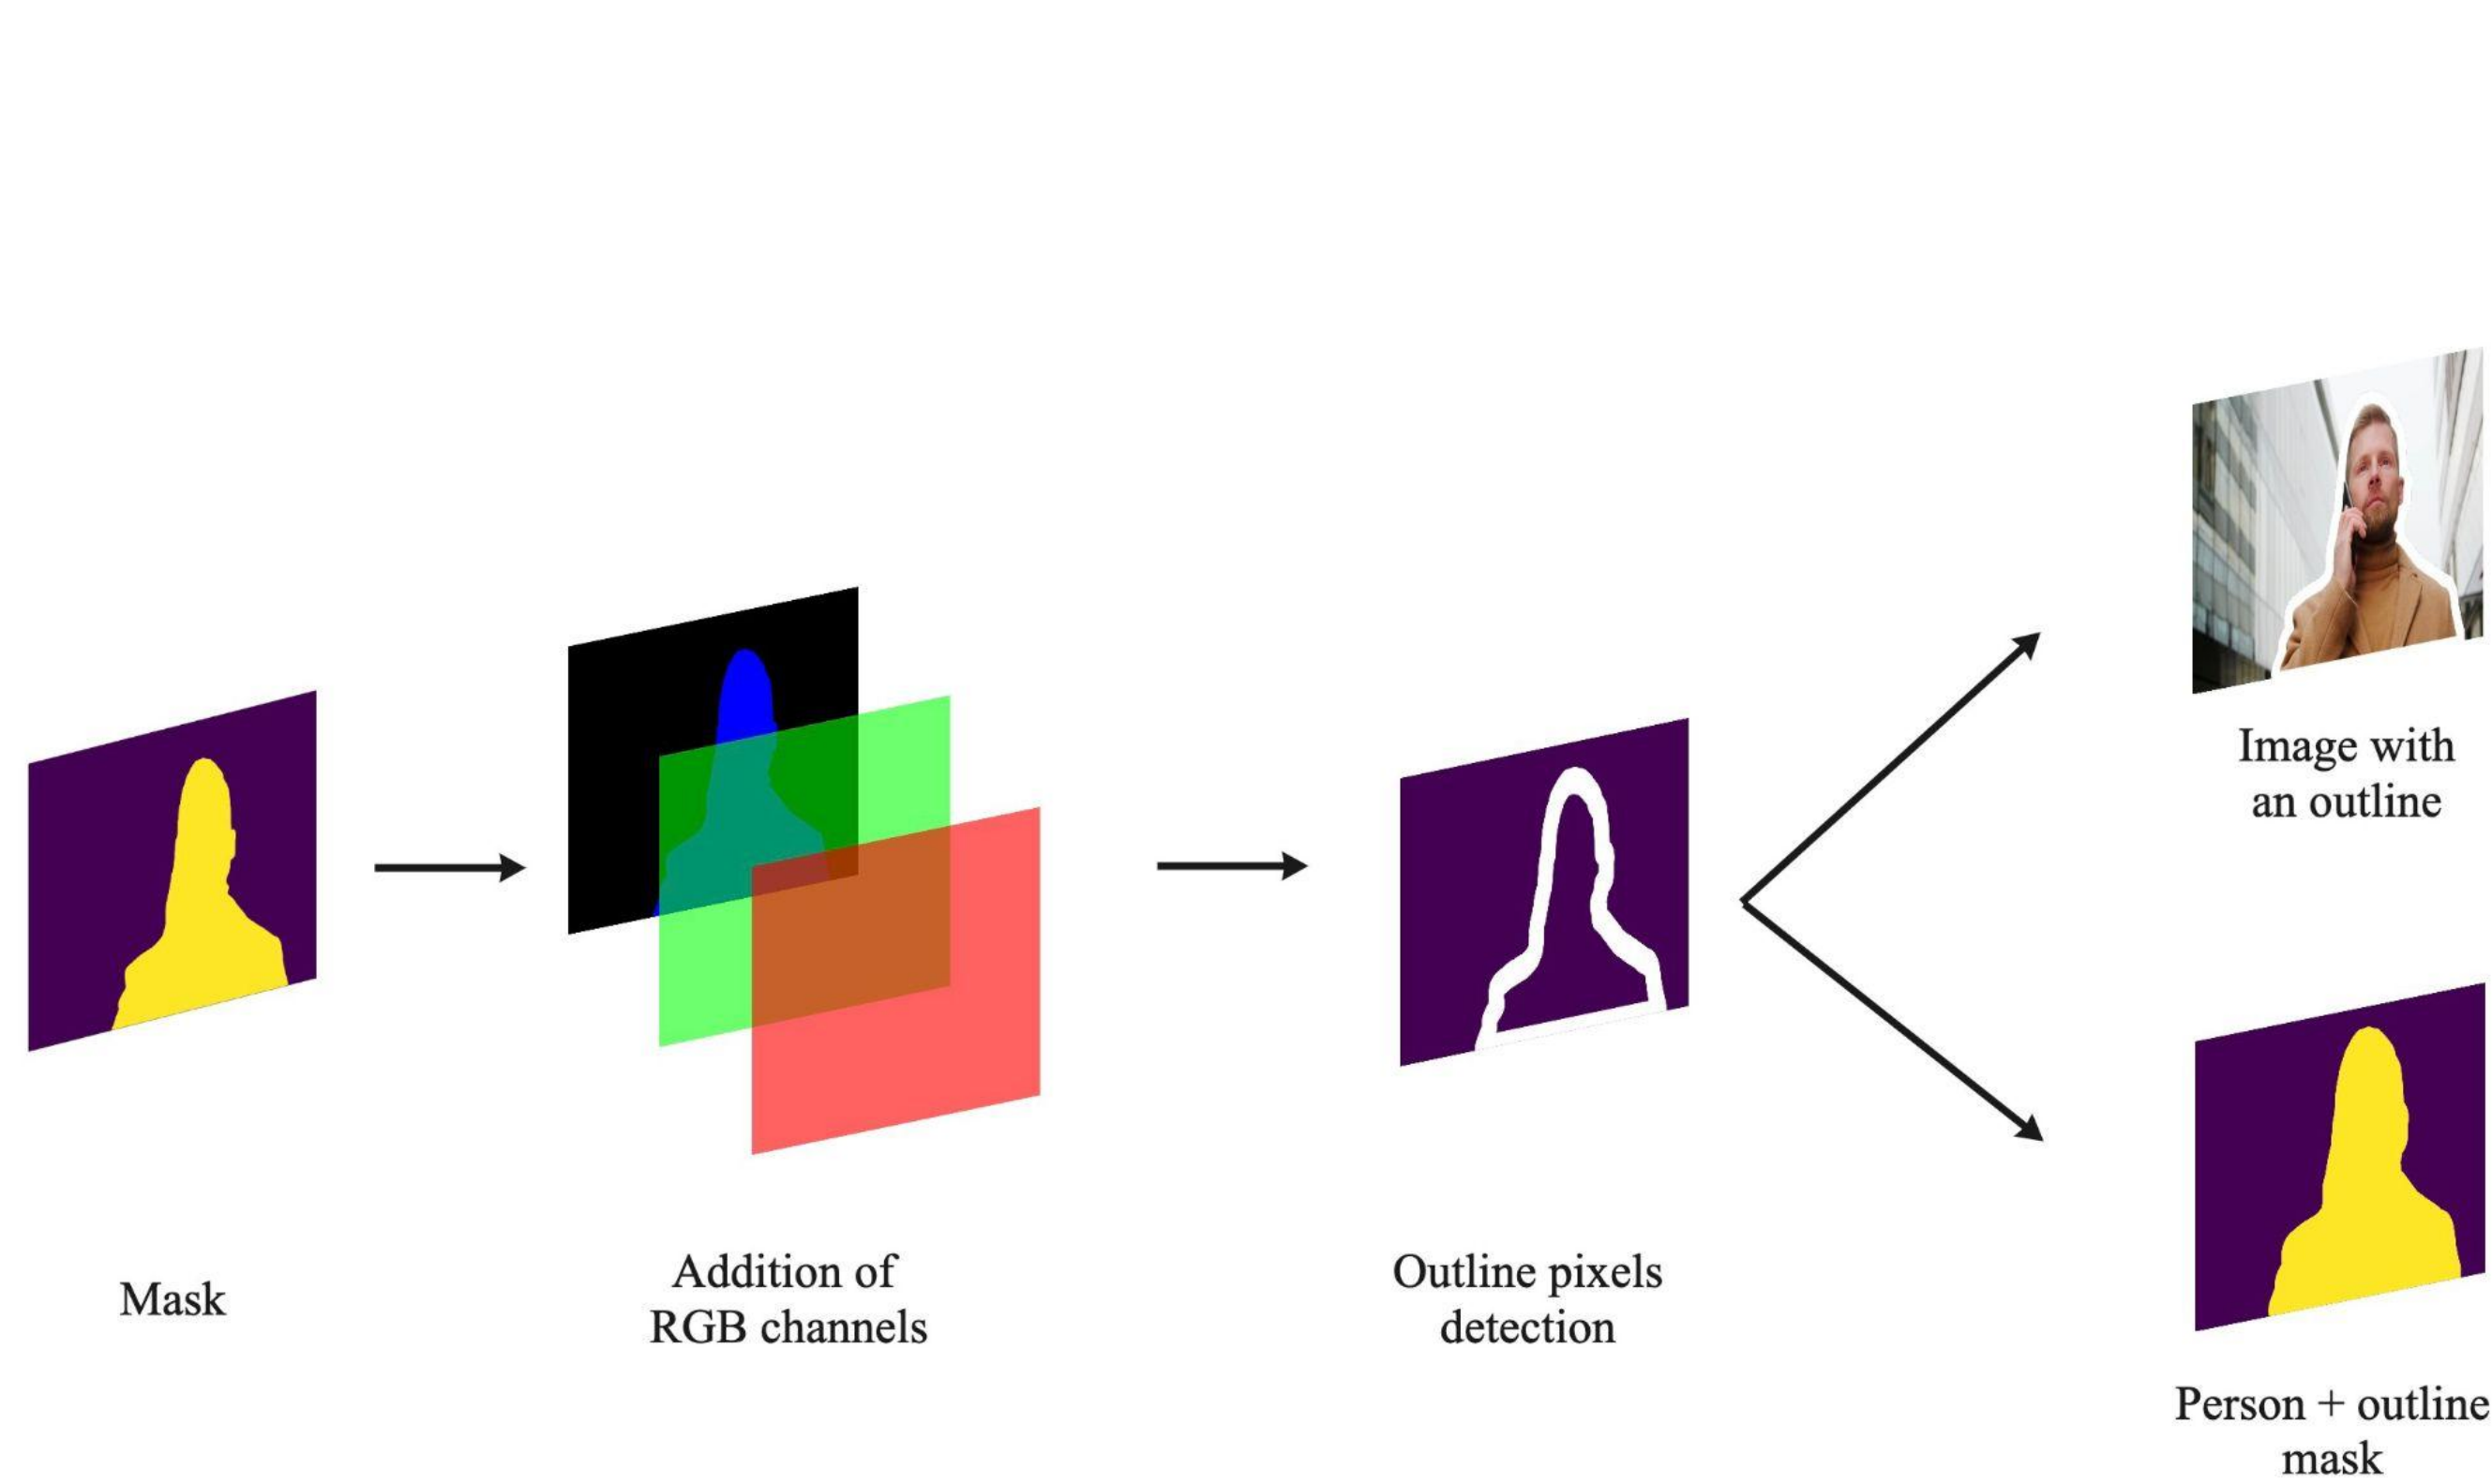 Mask
Addition of
RGB channels
Outline pixels
detection
Image with
an outline
Person + outline
mask